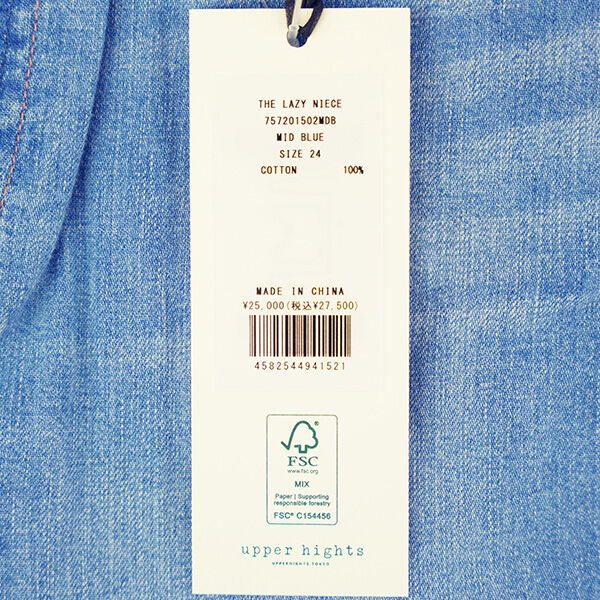 THE LAZY NIECE
757201502MDB
MID BLUE
SIZE 24
COTTON 100%
MADE IN CHINA
¥25,000(税込¥27,500)
4582544941521
FSC
www.fsc.org
MIX
Paper | Supporting
responsible forestry
FSC® C154456
upper hights
UPPERHIGHTS TOKYO